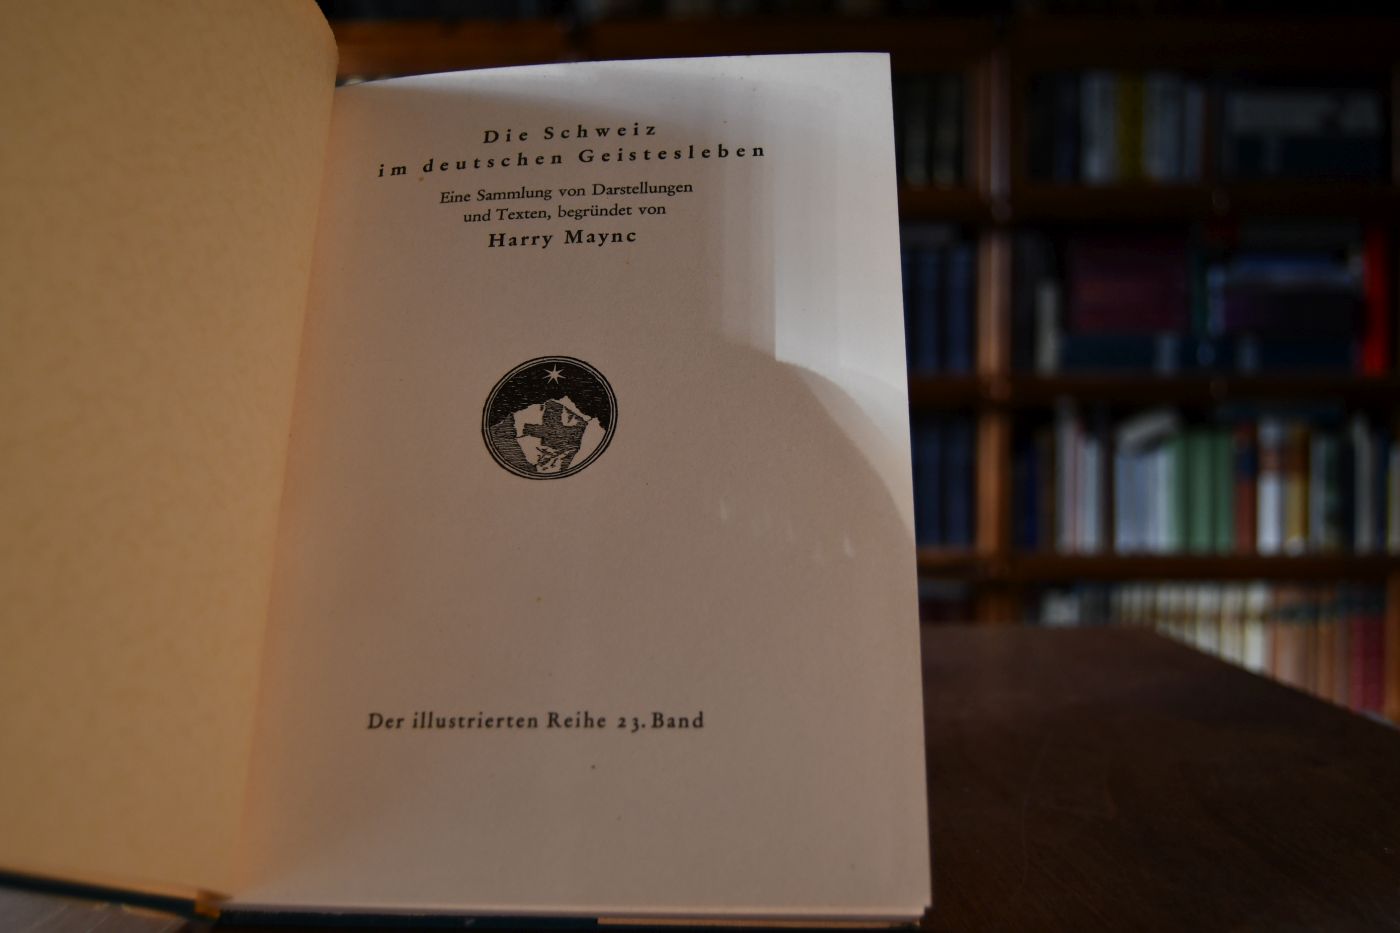 Die Schweiz
im deutschen Geistesleben
Eine Sammlung von Darstellungen
und Texten, begründet von
Harry Maync
Der illustrierten Reihe 23. Band